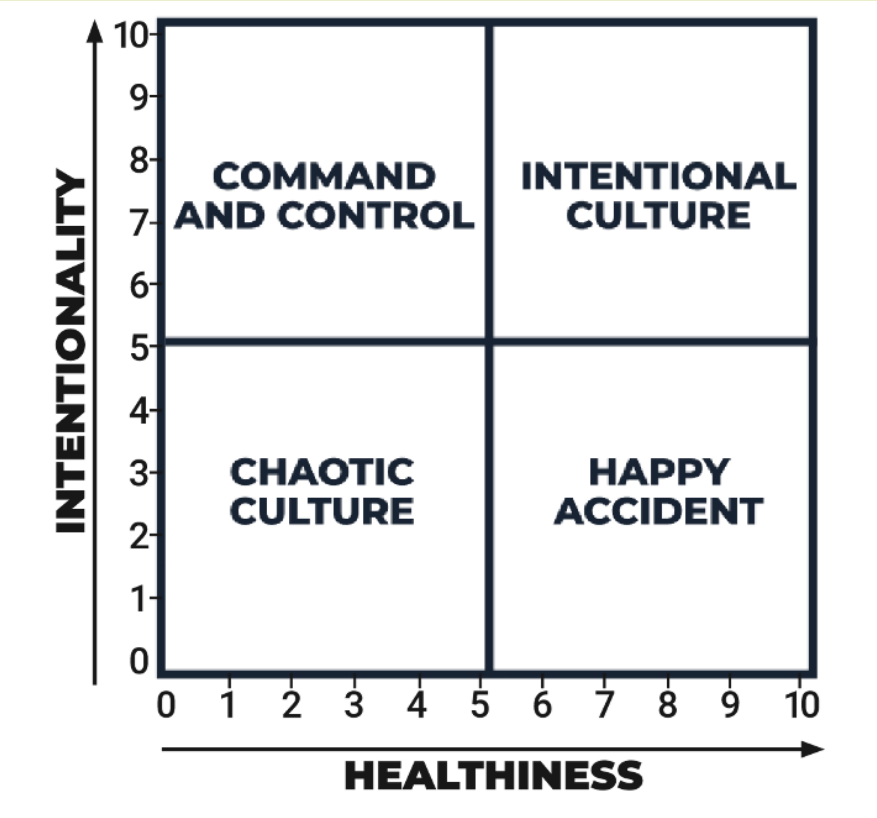 INTENTIONALITY
10
9
8
7
6
5
4
3
2
1
0
COMMAND
AND CONTROL
INTENTIONAL
CULTURE
CHAOTIC
CULTURE
HAPPY
ACCIDENT
0 1 2 3 4 5 6 7 8 9 10
HEALTHINESS